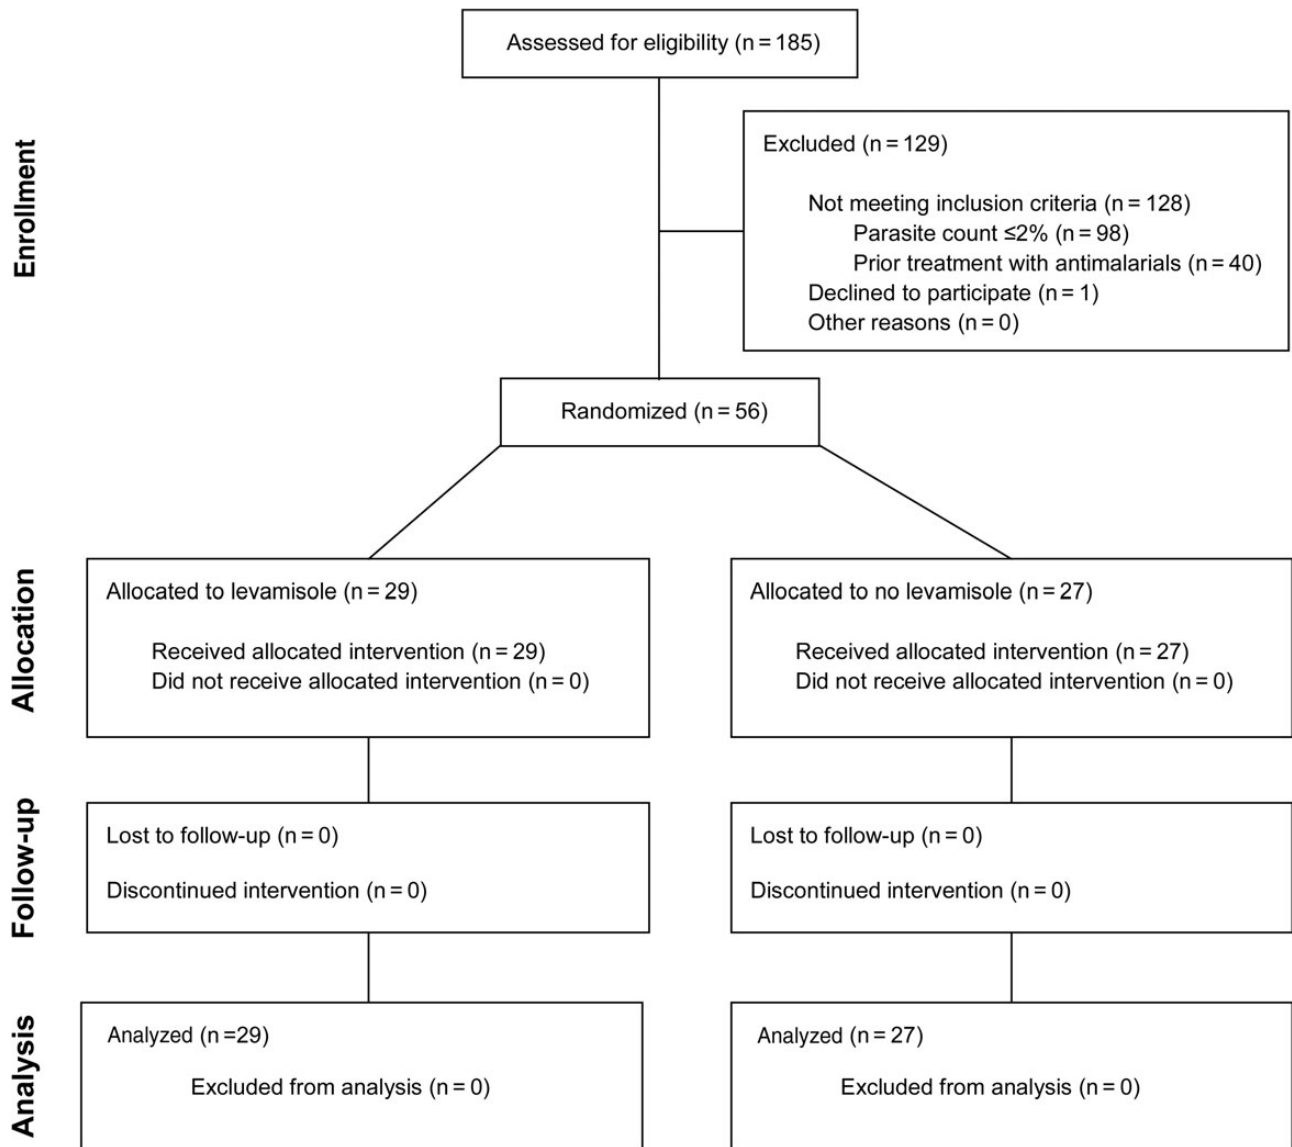 Assessed for eligibility (n = 185)
Enrollment
Excluded (n = 129)
Not meeting inclusion criteria (n = 128)
Parasite count ≤2% (n = 98)
Prior treatment with antimalarials (n = 40)
Declined to participate (n = 1)
Other reasons (n = 0)
Randomized (n = 56)
Allocation
Allocated to levamisole (n = 29)
Received allocated intervention (n = 29)
Did not receive allocated intervention (n = 0)
Allocated to no levamisole (n = 27)
Received allocated intervention (n = 27)
Did not receive allocated intervention (n = 0)
Follow-up
Lost to follow-up (n = 0)
Discontinued intervention (n = 0)
Lost to follow-up (n = 0)
Discontinued intervention (n = 0)
Analysis
Analyzed (n =29)
Excluded from analysis (n = 0)
Analyzed (n = 27)
Excluded from analysis (n = 0)